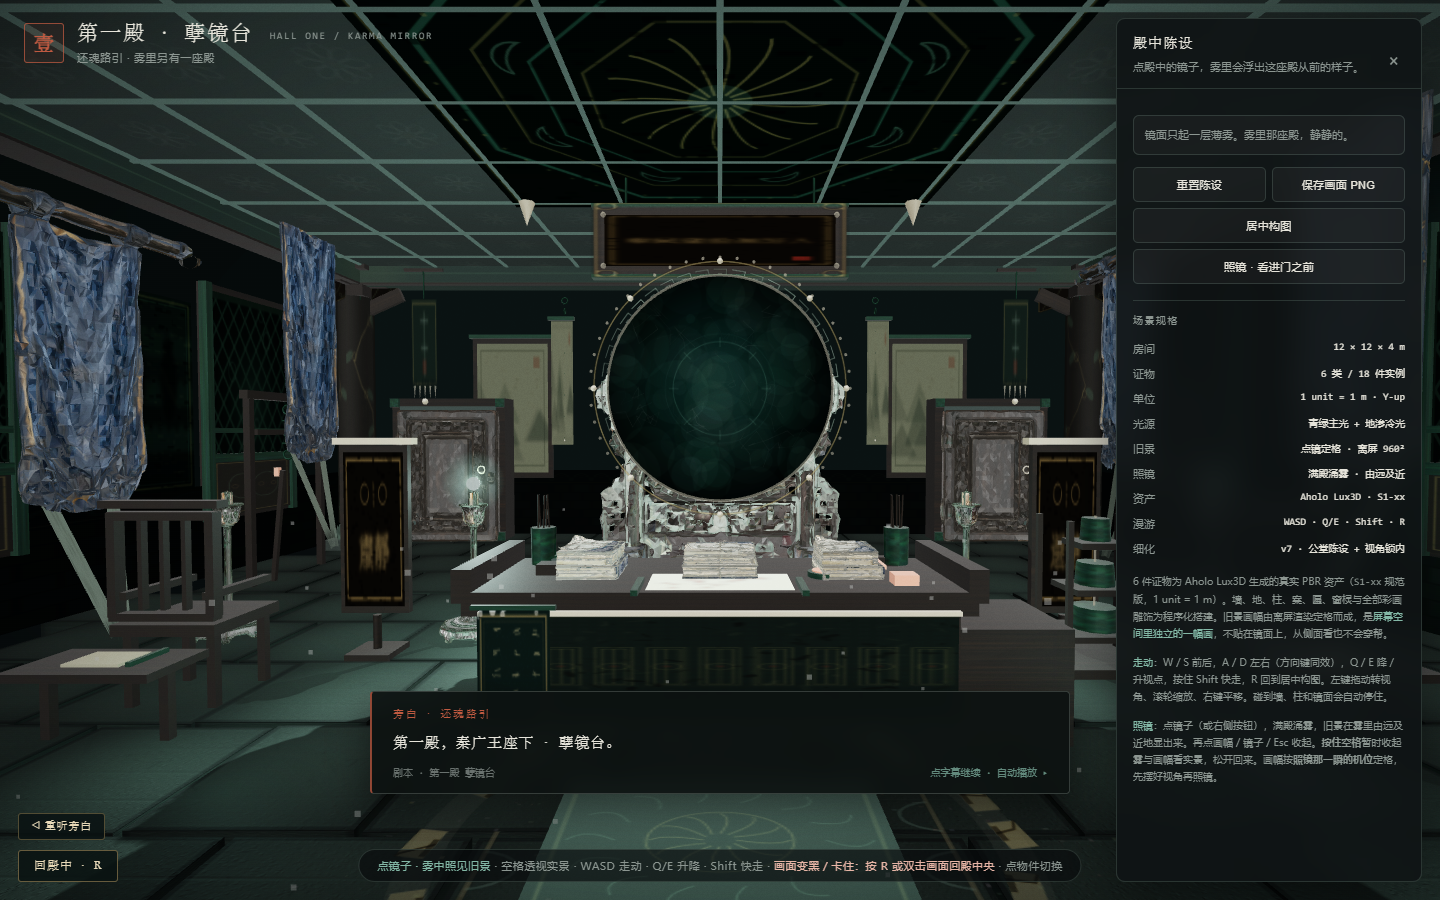 壹
第一殿 · 孽镜台 HALL ONE / KARMA MIRROR
还魂路引 · 雾里另有一座殿
殿中陈设
点殿中的镜子，雾里会浮出这座殿从前的样子。
×
镜面只起一层薄雾。雾里那座殿，静静的。
重置陈设
保存画面 PNG
居中构图
照镜 · 看进门之前
场景规格
房间 12 × 12 × 4 m
证物 6 类 / 18 件实例
单位 1 unit = 1 m · Y-up
光源 青绿主光 + 地渗冷光
旧景 点镜定格 · 离屏 960²
照镜 满殿涌雾 · 由远及近
资产 Aholo Lux3D · S1-xx
漫游 WASD · Q/E · Shift · R
细化 v7 · 公堂陈设 + 视角锁内
6 件证物为 Aholo Lux3D 生成的真实 PBR 资产（S1-xx 规范
版，1 unit = 1 m）。墙、地、柱、案、匾、窗棂与全部彩画
雕饰为程序化搭建。旧景画幅由离屏渲染定格而成，是屏幕空
间里独立的一幅画，不贴在镜面上，从侧面看也不会穿帮。
走动：W / S 前后，A / D 左右（方向键同效），Q / E 降 /
升视点，按住 Shift 快走，R 回到居中构图。左键拖动转视
角、滚轮缩放、右键平移。碰到墙、柱和镜面会自动停住。
照镜：点镜子（或右侧按钮），满殿涌雾，旧景在雾里由远及
近地显出来。再点画幅 / 镜子 / Esc 收起。按住空格暂时收起
雾与画幅看实景，松开回来。画幅按照镜那一瞬的机位定格，
先摆好视角再照镜。
旁白 · 还魂路引
第一殿，秦广王座下 · 孽镜台。
剧本 · 第一殿 孽镜台
点字幕继续 · 自动播放 ▸
◁ 重听旁白
回殿中 · R
点镜子 · 雾中照见旧景 · 空格透视实景 · WASD 走动 · Q/E 升降 · Shift 快走 · 画面变黑 / 卡住：按 R 或双击画面回殿中央 · 点物件切换